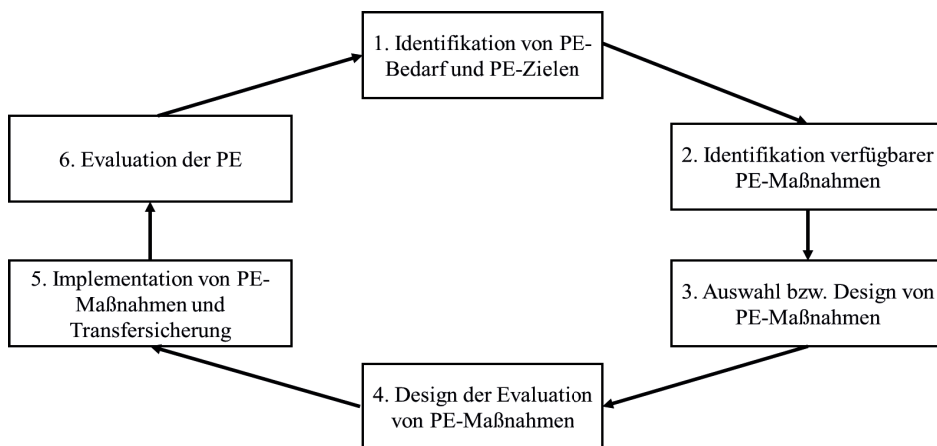 1. Identifikation von PE-
Bedarf und PE-Zielen
2. Identifikation verfügbarer
PE-Maßnahmen
3. Auswahl bzw. Design von
PE-Maßnahmen
4. Design der Evaluation
von PE-Maßnahmen
5. Implementation von PE-
Maßnahmen und
Transfersicherung
6. Evaluation der PE